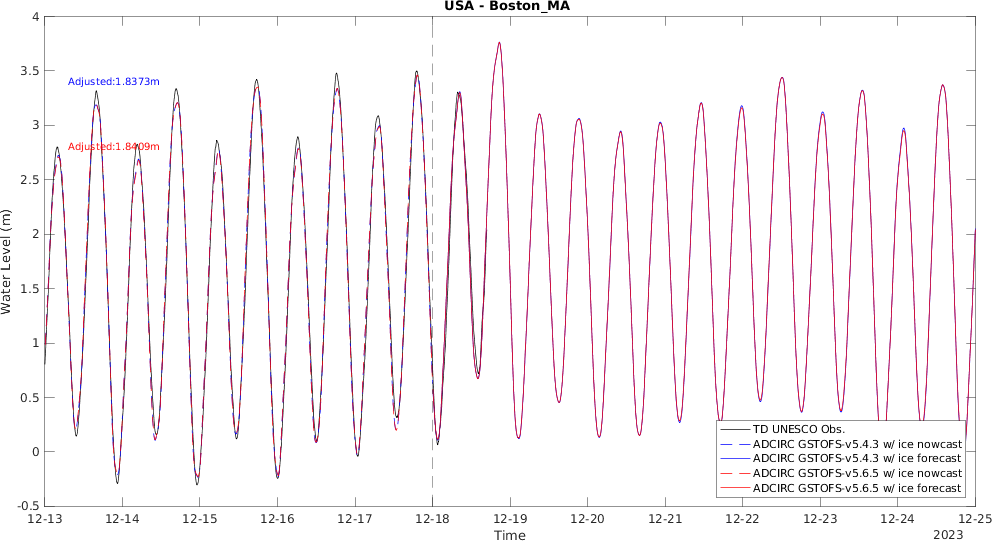 USA - Boston_MA
4
3.5
3
2.5
2
1.5
1
0.5
0
-0.5
Water Level (m)
Adjusted:1.8373m
Adjusted:1.8409m
TD UNESCO Obs.
ADCIRC GSTOFS-v5.4.3 w/ ice nowcast
ADCIRC GSTOFS-v5.4.3 w/ ice forecast
ADCIRC GSTOFS-v5.6.5 w/ ice nowcast
ADCIRC GSTOFS-v5.6.5 w/ ice forecast
12-13 12-14 12-15 12-16 12-17 12-18 12-19 12-20 12-21 12-22 12-23 12-24 12-25
Time
2023